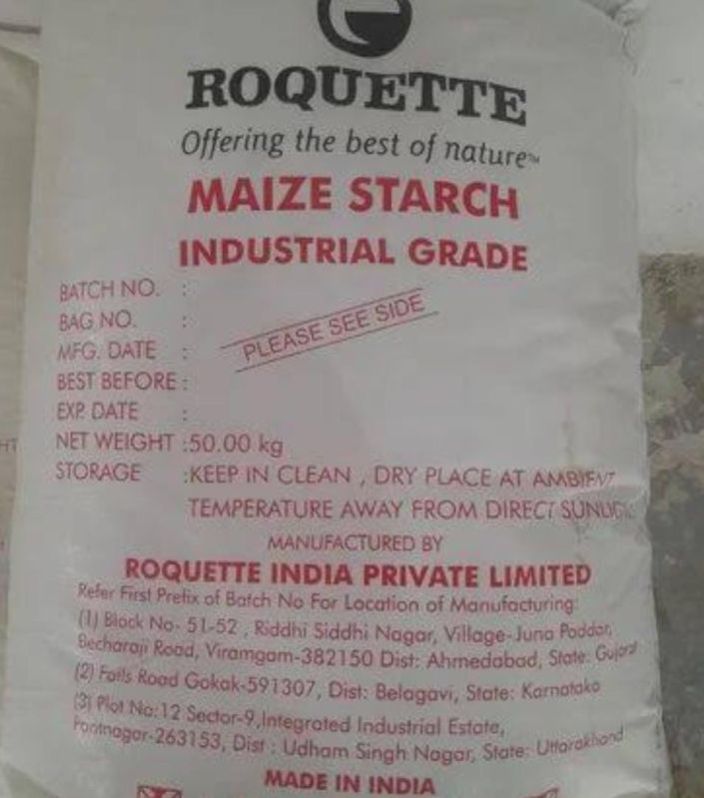 ROQUETTE
Offering the best of nature™
MAIZE STARCH
INDUSTRIAL GRADE
BATCH NO. :
BAG NO. :
MFG. DATE :
BEST BEFORE :
EXP. DATE :
PLEASE SEE SIDE
NET WEIGHT :50.00 kg
STORAGE :KEEP IN CLEAN , DRY PLACE AT AMBIENT
TEMPERATURE AWAY FROM DIRECT
MANUFACTURED BY
ROQUETTE INDIA PRIVATE LIMITED
Refer First Prefix of Batch No For Location of Manufacturing:
(1) Block No- 51-52 , Riddhi Siddhi Nagar, Village-Juna Paddar,
Becharaji Road, Viramgam-382150 Dist: Ahmedabad, State: Gujarat
(2) Falls Road Gokak-591307, Dist: Belagavi, State: Karnataka
(3) Plot No:12 Sector-9,Integrated Industrial Estate,
Pantnagar-263153, Dist : Udham Singh Nagar, State: Uttarakhand
MADE IN INDIA